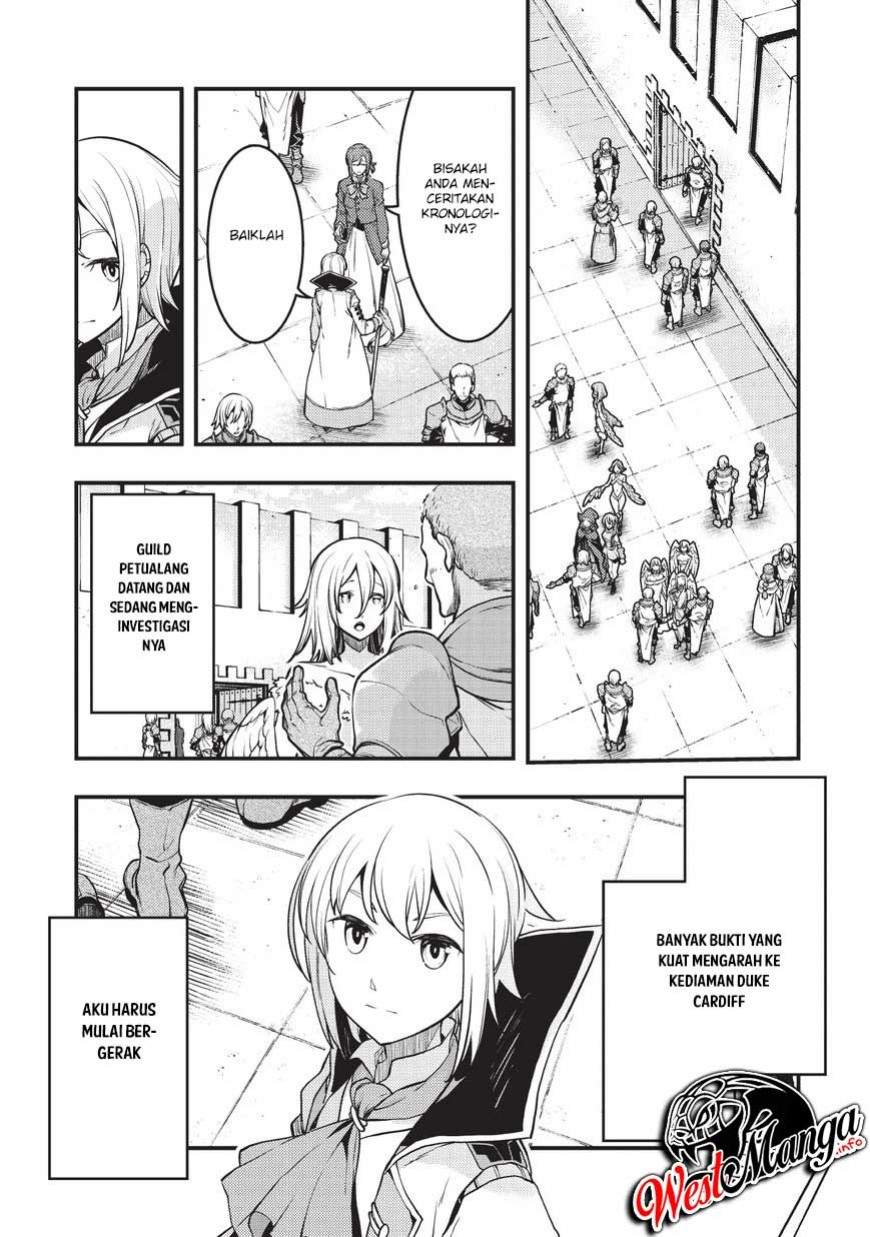 BISAKAH
ANDA MEN-
CERITAKAN
KRONOLOGI-
NYA?
BAIKLAH
GUILD
PETUALANG
DATANG DAN
SEDANG MENG-
INVESTIGASI
NYA
BANYAK BUKTI YANG
KUAT MENGARAH KE
KEDIAMAN DUKE
CARDIFF
AKU HARUS
MULAI BER-
GERAK
WestManga
.info